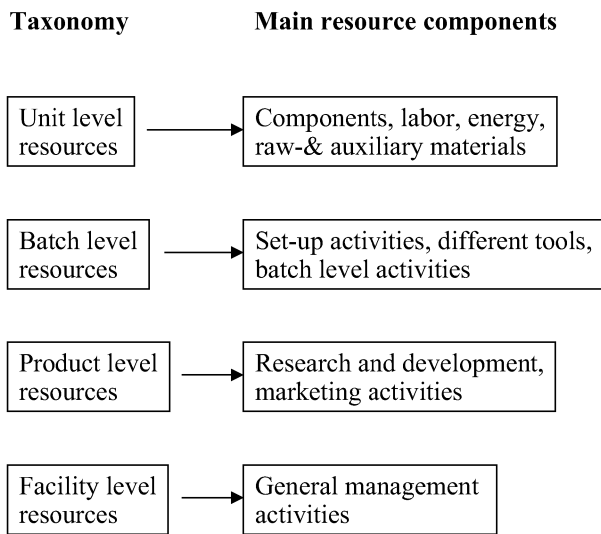 Taxonomy Main resource components
Unit level
resources
Components, labor, energy,
raw-& auxiliary materials
Batch level
resources
Set-up activities, different tools,
batch level activities
Product level
resources
Research and development,
marketing activities
Facility level
resources
General management
activities